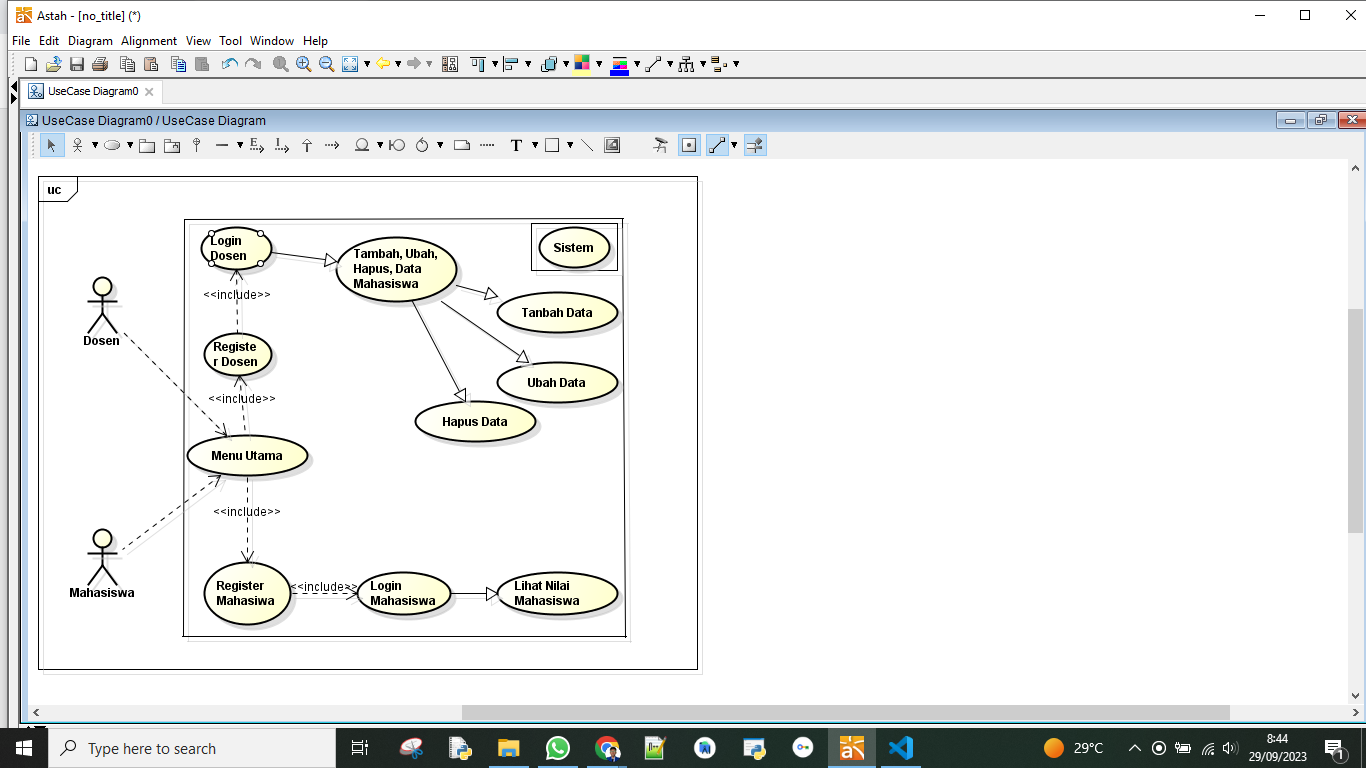 Astah - [no_title] (*)
File Edit Diagram Alignment View Tool Window Help
UseCase Diagram0
UseCase Diagram0 / UseCase Diagram
E
I
T
uc
Login
Dosen
Tambah, Ubah,
Hapus, Data
Mahasiswa
Sistem
<<include>>
Tanbah Data
Dosen
Registe
r Dosen
Ubah Data
<<include>>
Hapus Data
Menu Utama
<<include>>
Mahasiswa
Register
Mahasiwa
<<include>>
Login
Mahasiswa
Lihat Nilai
Mahasiswa
Type here to search
29°C
8:44
29/09/2023
1